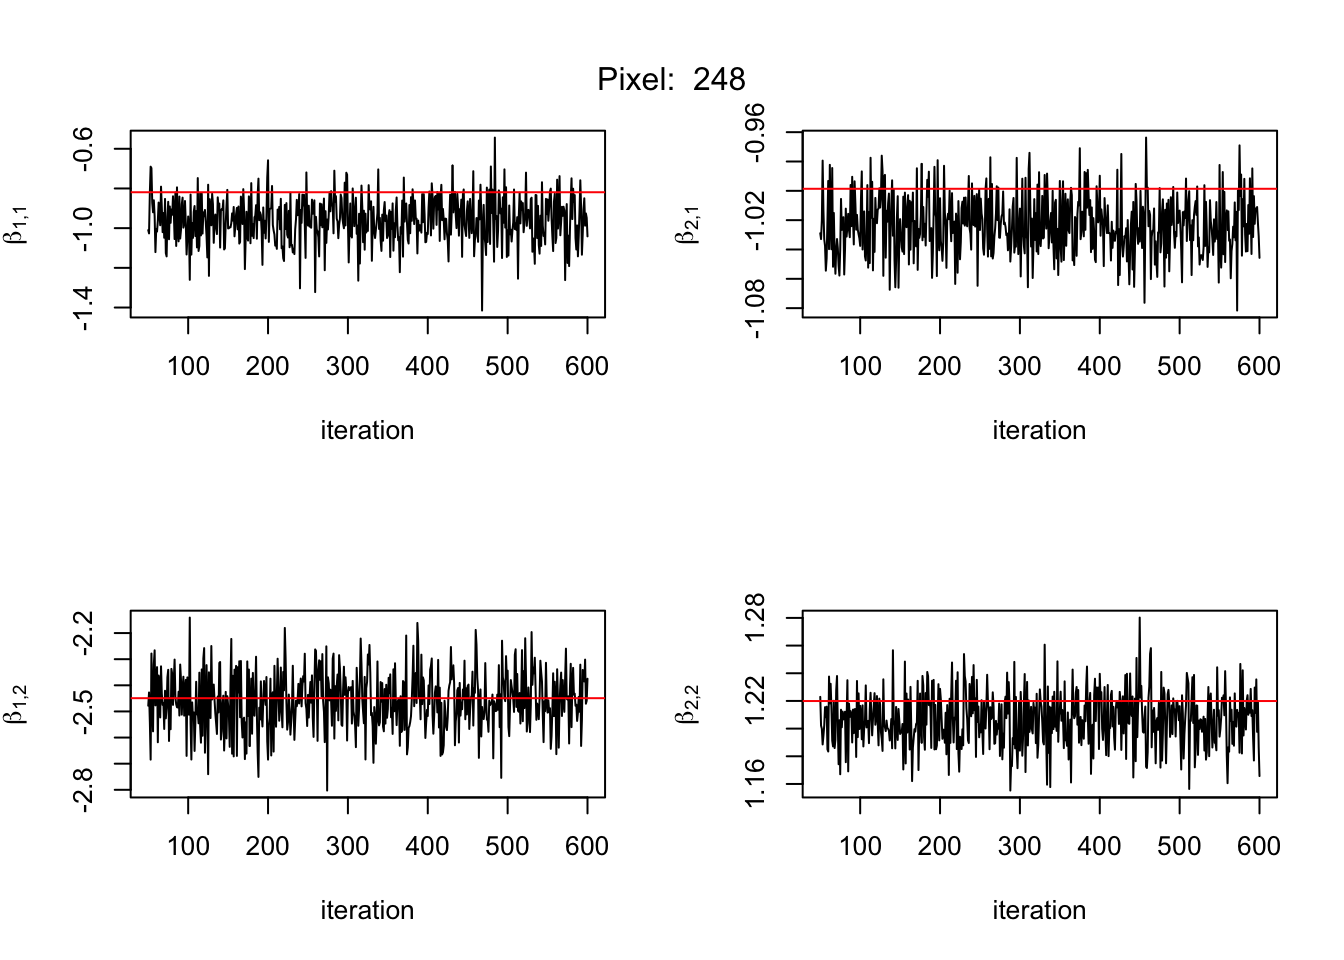 Pixel:  248
β1,1
-0.6
-1.0
-1.4
100 200 300 400 500 600
iteration
β2,1
-0.96
-1.02
-1.08
100 200 300 400 500 600
iteration
β1,2
-2.2
-2.5
-2.8
100 200 300 400 500 600
iteration
β2,2
1.28
1.22
1.16
100 200 300 400 500 600
iteration